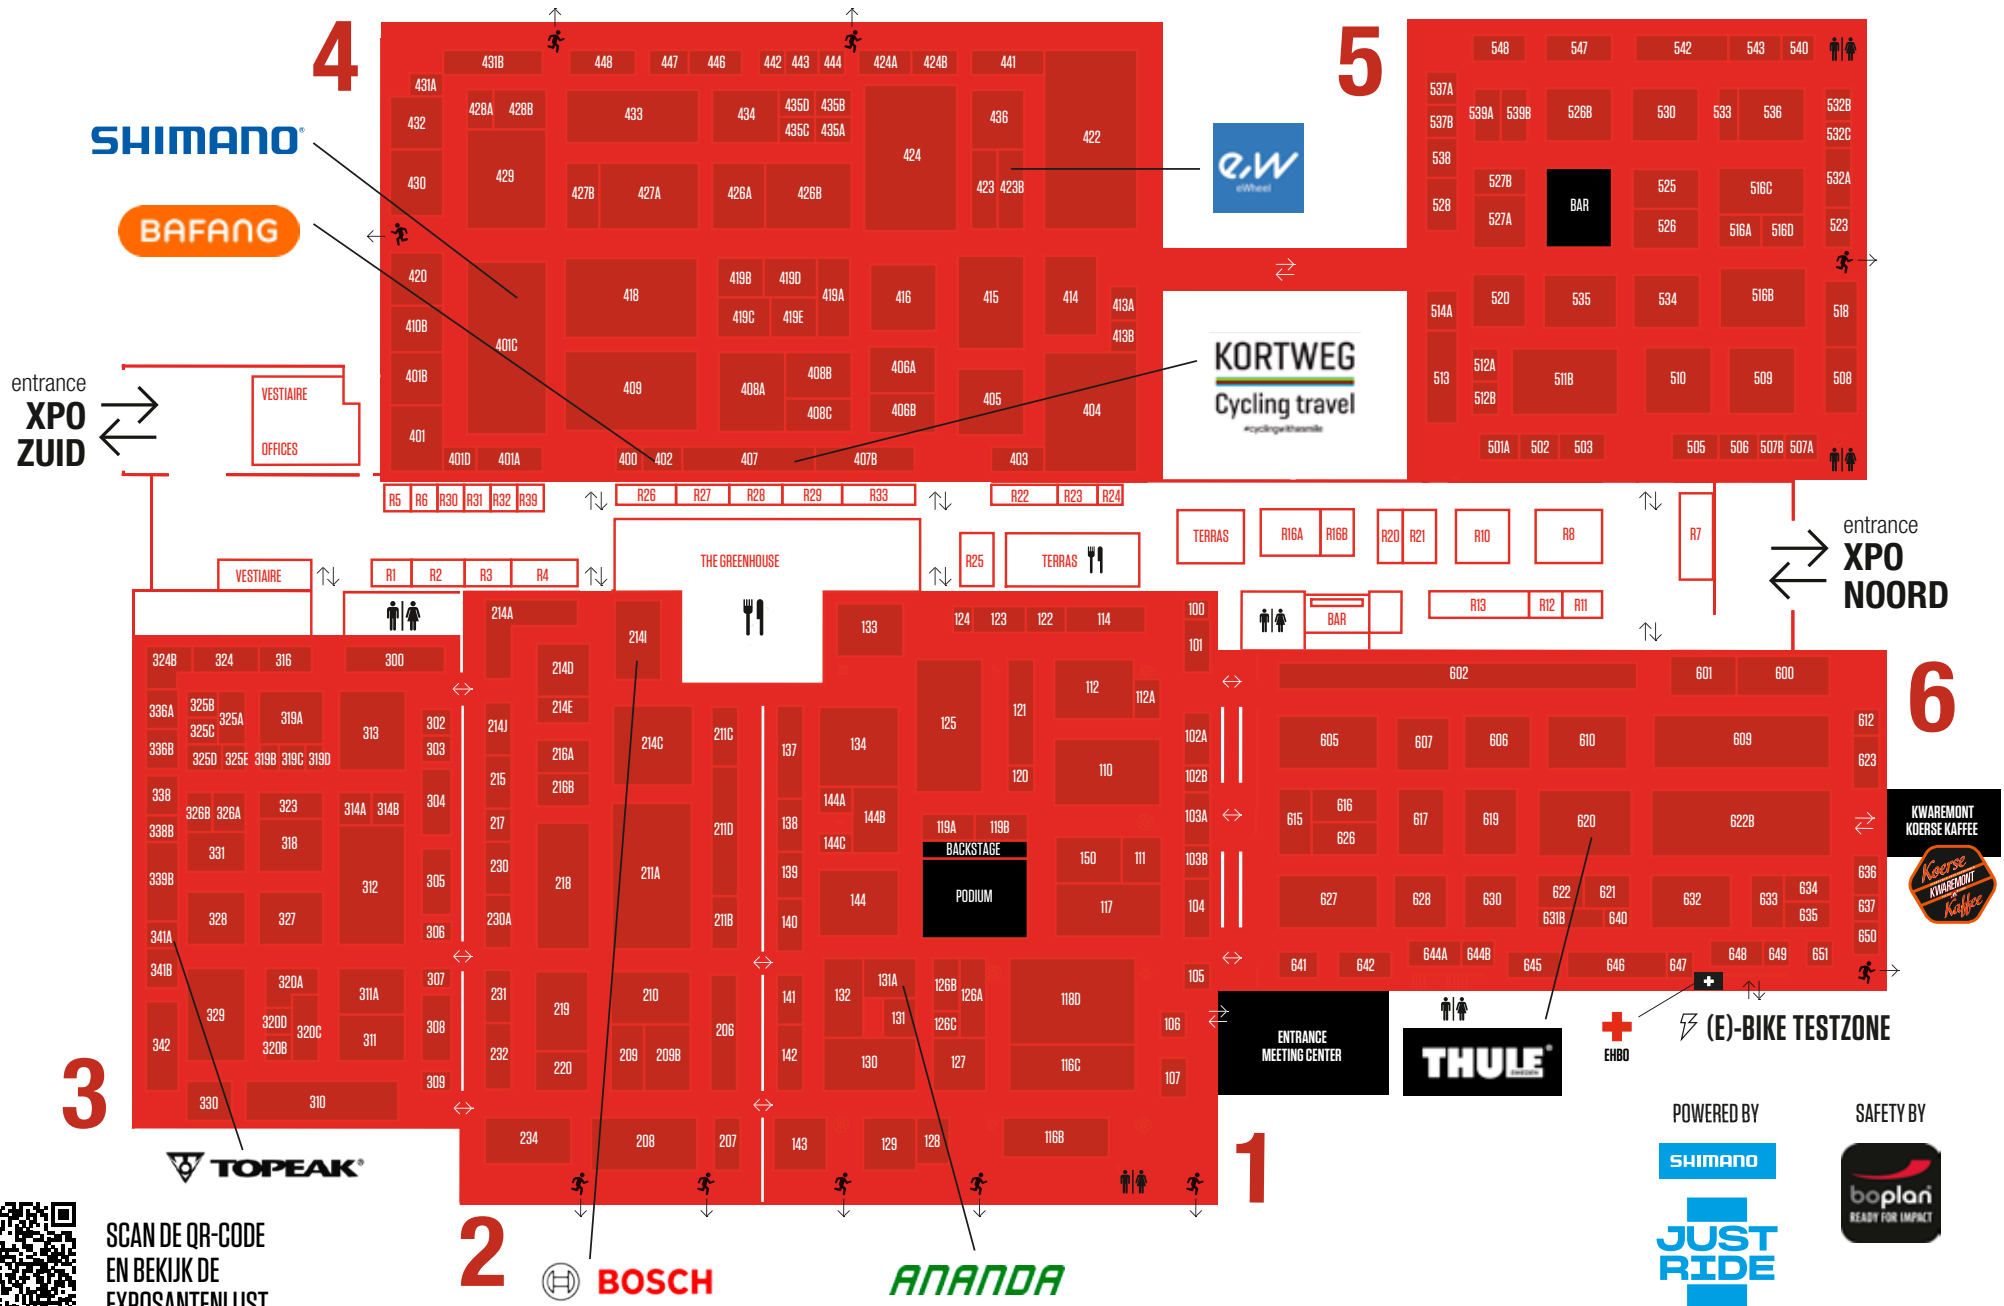 4
431B
448
447
446
442
443
444
424A
424B
441
431A
432
428A
428B
433
434
435D
435B
435C
435A
436
422
424
430
429
427B
427A
426A
426B
423
423B
420
410B
401C
401B
401
418
419B
419D
419A
419C
419E
416
415
414
413A
413B
409
408A
408B
408C
406A
406B
405
404
401D
401A
400
402
407
407B
403
SHIMANO
BAFANG
e.w
eWheel
KORTWEG
Cycling travel
#cyclingwithasmile
5
548
547
542
543
540
537A
537B
539A
539B
526B
530
533
536
532B
532C
538
528
527B
527A
BAR
525
526
516C
516A
516D
532A
523
514A
520
535
534
516B
518
513
512A
512B
511B
510
509
508
501A
502
503
505
506
507B
507A
entrance
XPO
ZUID
VESTIAIRE
OFFICES
R5
R6
R30
R31
R32
R39
R26
R27
R28
R29
R33
R22
R23
R24
VESTIAIRE
R1
R2
R3
R4
THE GREENHOUSE
R25
TERRAS
TERRAS
R16A
R16B
R20
R21
R10
R8
R7
BAR
R13
R12
R11
entrance
XPO
NOORD
3
324B
324
316
300
336A
325B
325A
325C
319A
313
302
303
336B
325D
325E
319B
319C
319D
338
338B
326B
326A
323
314A
314B
304
331
318
339B
312
305
328
327
306
341A
341B
342
329
320A
320D
320C
320B
311A
311
307
308
309
330
310
TOPEAK
2
214A
214I
214D
214E
214J
214C
211C
216A
216B
215
217
230
230A
218
211A
211D
211B
231
232
219
220
210
209
209B
206
234
208
207
BOSCH
1
133
124
123
122
114
100
101
137
134
125
121
120
112
112A
110
102A
102B
103A
103B
138
139
140
144A
144B
144C
144
119A
119B
BACKSTAGE
PODIUM
150
111
117
104
105
141
142
132
131A
131
130
126B
126A
126C
127
118D
116C
106
107
143
129
128
116B
ANANDA
6
602
601
600
605
607
606
610
609
612
623
615
616
626
617
619
620
622B
627
628
630
622
621
631B
640
632
633
634
635
636
637
650
641
642
644A
644B
645
646
647
648
649
651
KWAREMONT
KOERSE KAFFEE
Koerse
KWAREMONT
Kaffee
ENTRANCE
MEETING CENTER
THULE
SWEDEN
EHBO
(E)-BIKE TESTZONE
POWERED BY
SHIMANO
JUST
RIDE
SAFETY BY
boplan
READY FOR IMPACT
SCAN DE QR-CODE
EN BEKIJK DE
EXPOSANTENLIJST